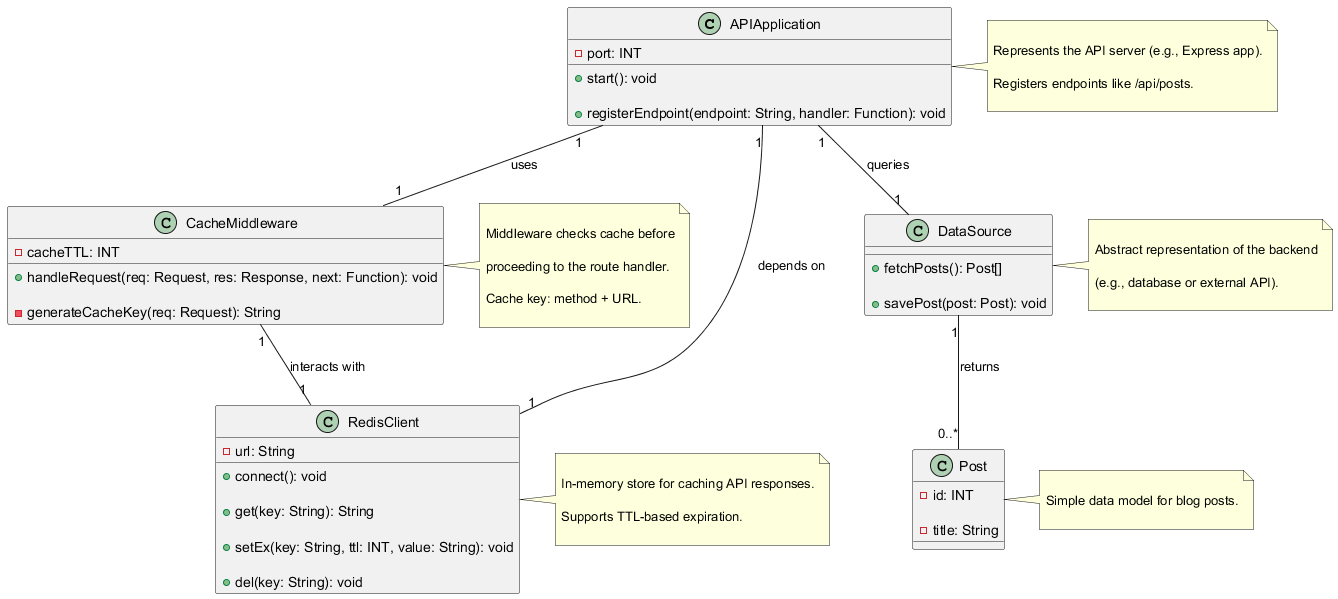 C APIApplication
port: INT
start(): void
registerEndpoint(endpoint: String, handler: Function): void
Represents the API server (e.g., Express app).
Registers endpoints like /api/posts.
1
1
1
uses
queries
1
1
C CacheMiddleware
cacheTTL: INT
handleRequest(req: Request, res: Response, next: Function): void
generateCacheKey(req: Request): String
Middleware checks cache before
proceeding to the route handler.
Cache key: method + URL.
depends on
C DataSource
fetchPosts(): Post[]
savePost(post: Post): void
Abstract representation of the backend
(e.g., database or external API).
1
interacts with
1
1
1
returns
0..*
C RedisClient
url: String
connect(): void
get(key: String): String
setEx(key: String, ttl: INT, value: String): void
del(key: String): void
In-memory store for caching API responses.
Supports TTL-based expiration.
C Post
id: INT
title: String
Simple data model for blog posts.